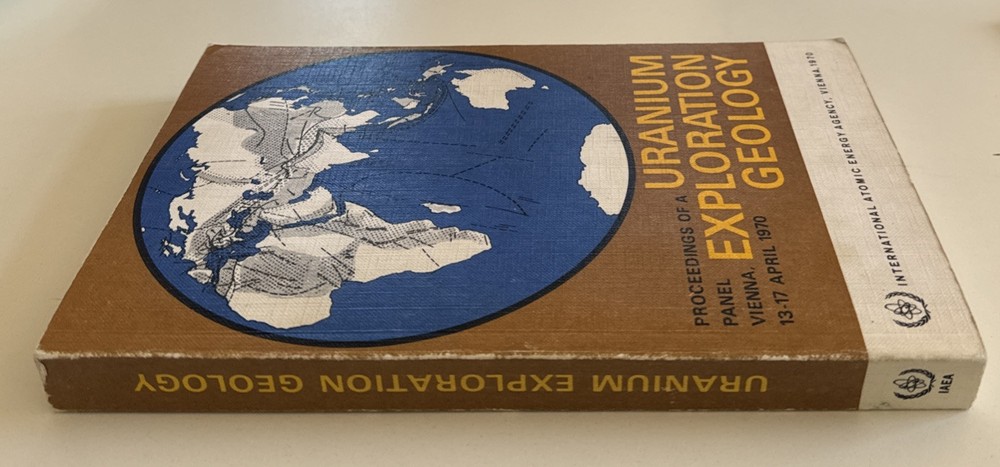 URANIUM
EXPLORATION
GEOLOGY
PROCEEDINGS OF A
PANEL
VIENNA,
13-17 APRIL 1970
INTERNATIONAL ATOMIC ENERGY AGENCY, VIENNA, 1970
URANIUM EXPLORATION GEOLOGY
IAEA